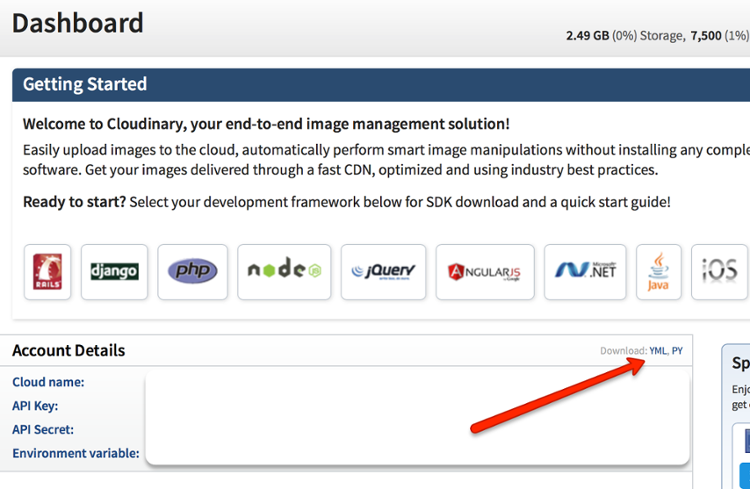 Dashboard
2.49 GB (0%) Storage, 7,500 (1%)
Getting Started
Welcome to Cloudinary, your end-to-end image management solution!
Easily upload images to the cloud, automatically perform smart image manipulations without installing any comple
software. Get your images delivered through a fast CDN, optimized and using industry best practices.
Ready to start? Select your development framework below for SDK download and a quick start guide!
RAILS django php node JS jQuery ANGULARJS by Google Microsoft .NET Java iOS
Account Details
Download: YML, PY
Cloud name:
API Key:
API Secret:
Environment variable:
Sp
Enjo
get